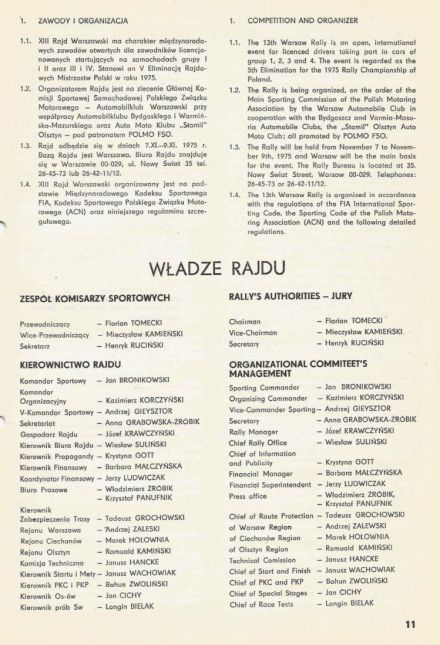 1. ZAWODY I ORGANIZACJA
1.1. XIII Rajd Warszawski ma charakter międzynarodo-
wych zawodów otwartych dla zawodników licencjo-
nowanych startujących na samochodach grupy I
i II oraz III i IV. Stanowi on V Eliminację Rajdo-
wych Mistrzostw Polski w roku 1975.
1.2. Organizatorem Rajdu jest na zlecenie Głównej Ko-
misji Sportowej Samochodowej Polskiego Związku
Motorowego – Automobilklub Warszawski przy
współpracy Automobilklubu Bydgoskiego i Warmiń-
sko-Mazurskiego oraz Auto Moto Klubu „Stomil"
Olsztyn – pod patronatem POLMO FSO.
1.3. Rajd odbędzie się w dniach 7.XI.–9.XI. 1975 r.
Bazą Rajdu jest Warszawa. Biuro Rajdu znajduje
się w Warszawie 00-029, ul. Nowy Świat 35 tel.
26-45-73 lub 26-42-11/12.
1.4. XIII Rajd Warszawski organizowany jest na pod-
stawie Międzynarodowego Kodeksu Sportowego
FIA, Kodeksu Sportowego Polskiego Związku Moto-
rowego (ACN) oraz niniejszego regulaminu szcze-
gółowego.
1. COMPETITION AND ORGANIZER
1.1. The 13th Warsaw Rally is an open, international
event for licenced drivers taking part in cars of
group 1, 2, 3 and 4. The event is regarded as the
5th Elimination for the 1975 Rally Championship of
Poland.
1.2. The Rally is being organized, on the order of the
Main Sporting Commission of the Polish Motoring
Association by the Warsaw Automobile Club in
cooperation with the Bydgoszcz and Varmia-Masu-
ria Automobile Clubs, the „Stomil" Olsztyn Auto
Moto Club; all promoted by POLMO FSO.
1.3. The Rally will be held from November 7 to Novem-
ber 9th, 1975 and Warsaw will be the main basis
for the event. The Rally Bureau is located at 35.
Nowy Świat Street, Warsaw 00-029. Telephones:
26-45-73 or 26-42-11/12.
1.4. The 13th Warsaw Rally is organized in accordance
with the regulations of the FIA International Spor-
ting Code, the Sporting Code of the Polish Moto-
ring Association (ACN) and the following detailed
regulations.
WŁADZE RAJDU
ZESPÓŁ KOMISARZY SPORTOWYCH
Przewodniczący – Florian TOMECKI
Wice-Przewodniczący – Mieczysław KAMIEŃSKI
Sekretarz – Henryk RUCIŃSKI
KIEROWNICTWO RAJDU
Komandor Sportowy – Jan BRONIKOWSKI
Komandor
Organizacyjny – Kazimierz KORCZYŃSKI
V-Komandor Sportowy – Andrzej GIEYSZTOR
Sekretariat – Anna GRABOWSKA-ŻRÓBIK
Gospodarz Rajdu – Józef KRAWCZYŃSKI
Kierownik Biura Rajdu – Wiesław SULIŃSKI
Kierownik Propagandy – Krystyna GOTT
Kierownik Finansowy – Barbara MAŁCZYŃSKA
Koordynator Finansowy – Jerzy LUDWICZAK
Biuro Prasowe – Włodzimierz ŻRÓBIK,
– Krzysztof PANUFNIK
Kierownik
Zabezpieczenia Trasy – Tadeusz GROCHOWSKI
Rejonu Warszawa – Andrzej ZALESKI
Rejonu Ciechanów – Marek HOŁOWNIA
Rejonu Olsztyn – Romuald KAMIŃSKI
Komisja Techniczna – Janusz HANCKE
Kierownik Startu i Mety – Janusz WACHOWIAK
Kierownik PKC i PKP – Bohun ZWOLIŃSKI
Kierownik Os-ów – Jan CICHY
Kierownik prób Sw – Longin BIELAK
RALLY'S AUTHORITIES – JURY
Chairman – Florian TOMECKI
Vice-Chairman – Mieczysław KAMIEŃSKI
Secretary – Henryk RUCIŃSKI
ORGANIZATIONAL COMMITEET'S
MANAGEMENT
Sporting Commander – Jan BRONIKOWSKI
Organizing Commander – Kazimierz KORCZYŃSKI
Vice-Commander Sporting – Andrzej GIEYSZTOR
Secretary – Anna GRABOWSKA-ŻRÓBIK
Rally Manager – Józef KRAWCZYŃSKI
Chief Rally Office – Wiesław SULIŃSKI
Chief of Information
and Publicity – Krystyna GOTT
Financial Manager – Barbara MAŁCZYŃSKA
Financial Superintendent – Jerzy LUDWICZAK
Press office – Włodzimierz ŻRÓBIK,
– Krzysztof PANUFNIK
Chief of Route Protection – Tadeusz GROCHOWSKI
of Warsaw Region – Andrzej ZALEWSKI
of Ciechanów Region – Marek HOŁOWNIA
of Olsztyn Region – Romuald KAMIŃSKI
Technical Comission – Janusz HANCKE
Chief of Start and Finish – Janusz WACHOWIAK
Chief of PKC and PKP – Bohun ZWOLIŃSKI
Chief of Special Stages – Jan CICHY
Chief of Race Tests – Longin BIELAK
11